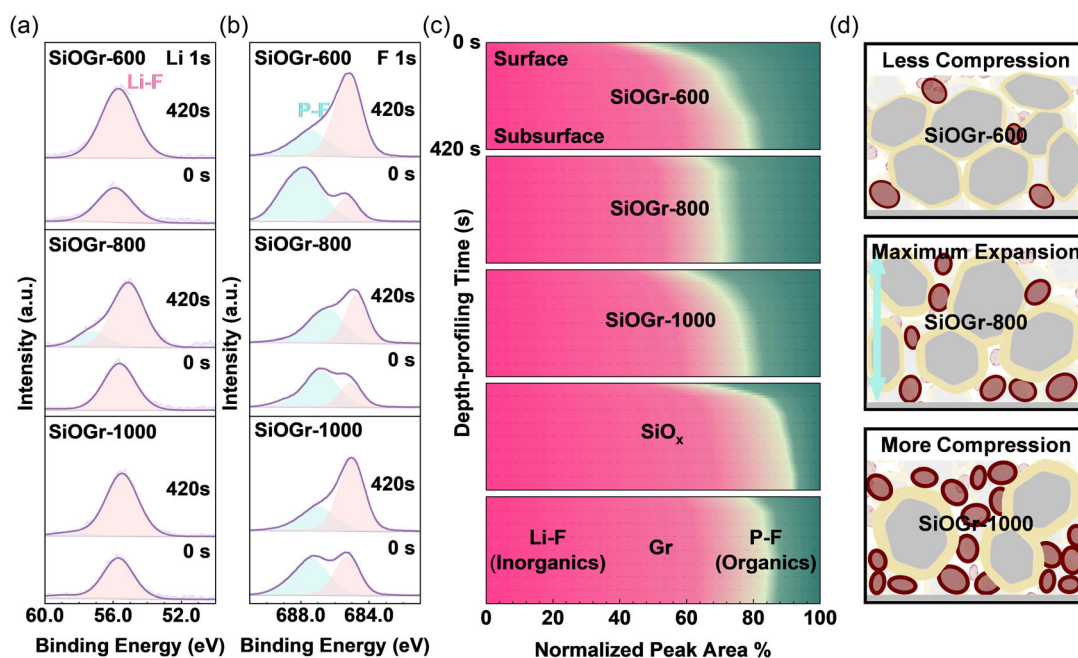 (a)
SiOGr-600 Li 1s
Li-F
420s
0 s
SiOGr-800
420s
0 s
SiOGr-1000
420s
0 s
Intensity (a.u.)
60.0 56.0 52.0
Binding Energy (eV)
(b)
SiOGr-600 F 1s
P-F
420s
0 s
SiOGr-800
420s
0 s
SiOGr-1000
420s
0 s
Intensity (a.u.)
688.0 684.0
Binding Energy (eV)
(c)
0 s
Surface
SiOGr-600
Subsurface
420 s
SiOGr-800
SiOGr-1000
SiOx
Li-F
(Inorganics)
Gr
P-F
(Organics)
Depth-profiling Time (s)
0 20 40 60 80 100
Normalized Peak Area %
(d)
Less Compression
SiOGr-600
Maximum Expansion
SiOGr-800
More Compression
SiOGr-1000